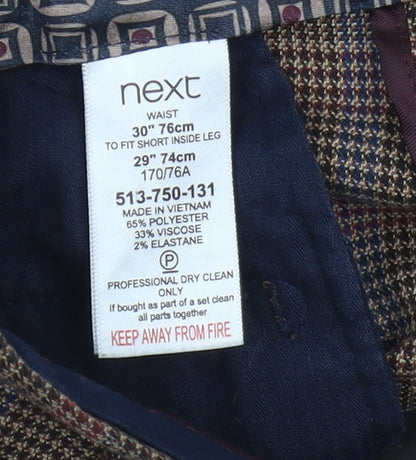 next
WAIST
30" 76cm
TO FIT SHORT INSIDE LEG
29" 74cm
170/76A
513-750-131
MADE IN VIETNAM
65% POLYESTER
33% VISCOSE
2% ELASTANE
P
PROFESSIONAL DRY CLEAN
ONLY
If bought as part of a set clean
all parts together
KEEP AWAY FROM FIRE